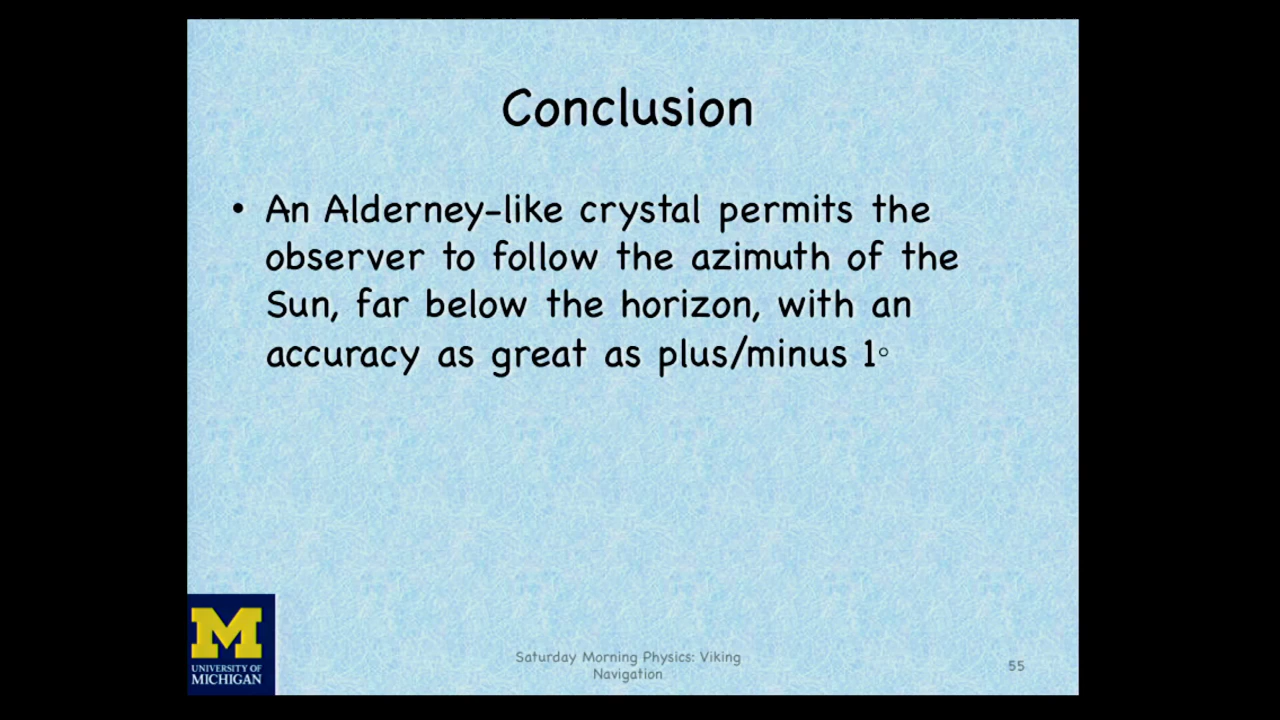 Conclusion
• An Alderney-like crystal permits the
observer to follow the azimuth of the
Sun, far below the horizon, with an
accuracy as great as plus/minus 1°
M
UNIVERSITY OF
MICHIGAN
Saturday Morning Physics: Viking
Navigation
55